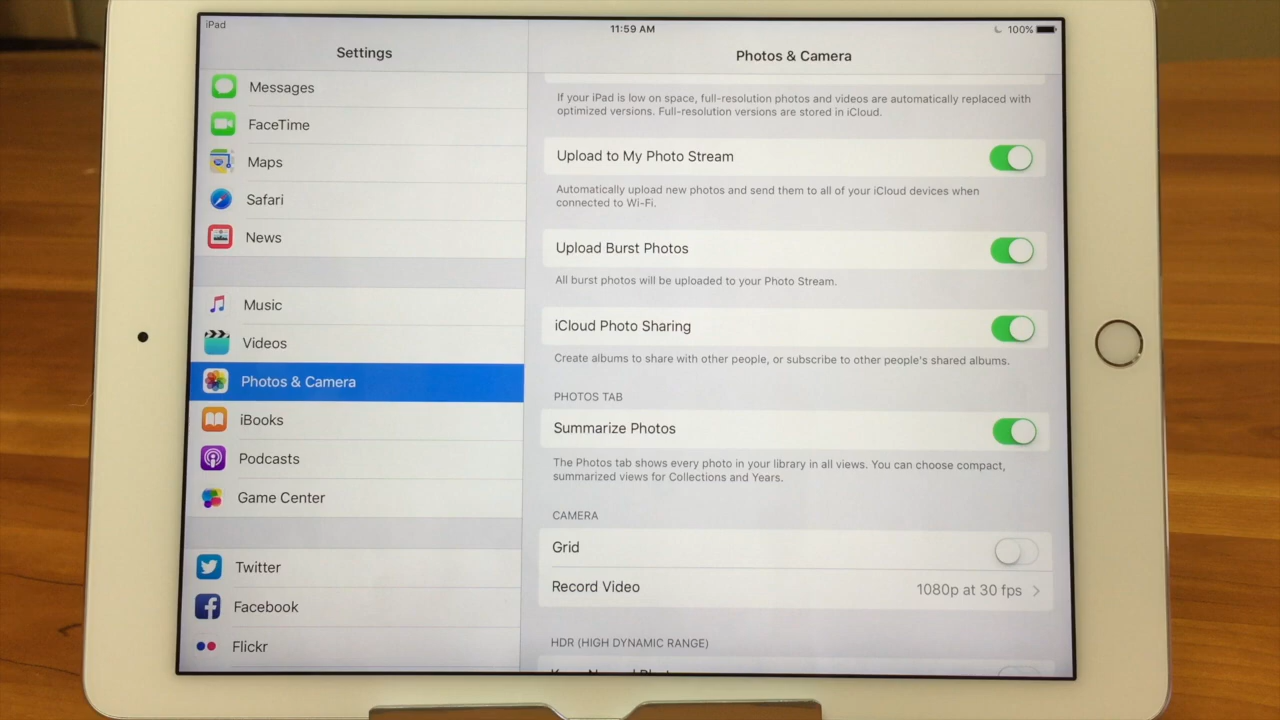 iPad
11:59 AM
100%
Settings
Photos & Camera
Messages
FaceTime
Maps
Safari
News
Music
Videos
Photos & Camera
iBooks
Podcasts
Game Center
Twitter
Facebook
Flickr
If your iPad is low on space, full-resolution photos and videos are automatically replaced with
optimized versions. Full-resolution versions are stored in iCloud.
Upload to My Photo Stream
Automatically upload new photos and send them to all of your iCloud devices when
connected to Wi-Fi.
Upload Burst Photos
All burst photos will be uploaded to your Photo Stream.
iCloud Photo Sharing
Create albums to share with other people, or subscribe to other people's shared albums.
PHOTOS TAB
Summarize Photos
The Photos tab shows every photo in your library in all views. You can choose compact,
summarized views for Collections and Years.
CAMERA
Grid
Record Video
1080p at 30 fps
HDR (HIGH DYNAMIC RANGE)